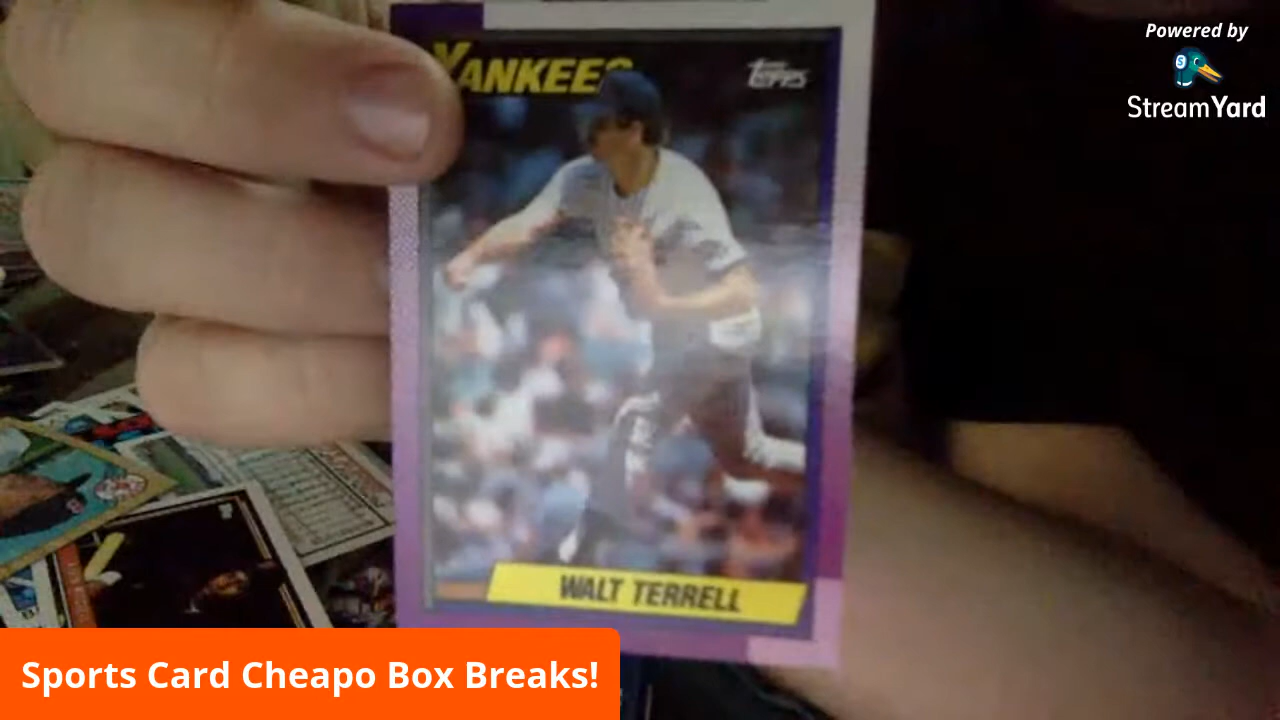 Powered by
StreamYard
YANKEES
TOPPS
WALT TERRELL
Sports Card Cheapo Box Breaks!